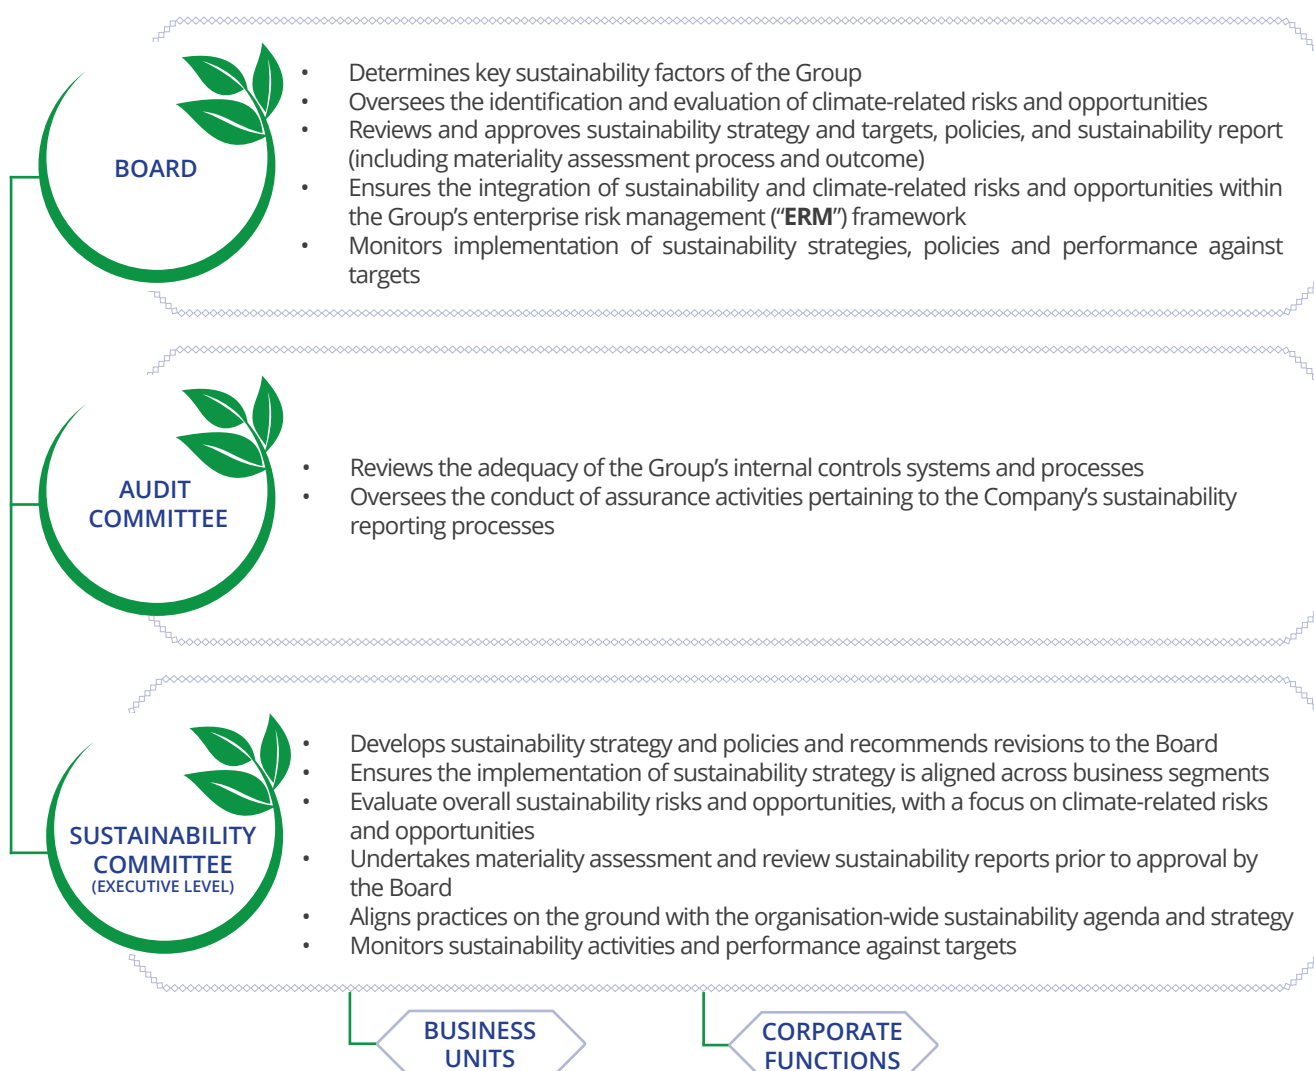 BOARD
• Determines key sustainability factors of the Group
• Oversees the identification and evaluation of climate-related risks and opportunities
• Reviews and approves sustainability strategy and targets, policies, and sustainability report
(including materiality assessment process and outcome)
• Ensures the integration of sustainability and climate-related risks and opportunities within
the Group’s enterprise risk management (“ERM”) framework
• Monitors implementation of sustainability strategies, policies and performance against
targets
AUDIT
COMMITTEE
• Reviews the adequacy of the Group’s internal controls systems and processes
• Oversees the conduct of assurance activities pertaining to the Company’s sustainability
reporting processes
SUSTAINABILITY
COMMITTEE
(EXECUTIVE LEVEL)
• Develops sustainability strategy and policies and recommends revisions to the Board
• Ensures the implementation of sustainability strategy is aligned across business segments
• Evaluate overall sustainability risks and opportunities, with a focus on climate-related risks
and opportunities
• Undertakes materiality assessment and review sustainability reports prior to approval by
the Board
• Aligns practices on the ground with the organisation-wide sustainability agenda and strategy
• Monitors sustainability activities and performance against targets
BUSINESS
UNITS
CORPORATE
FUNCTIONS